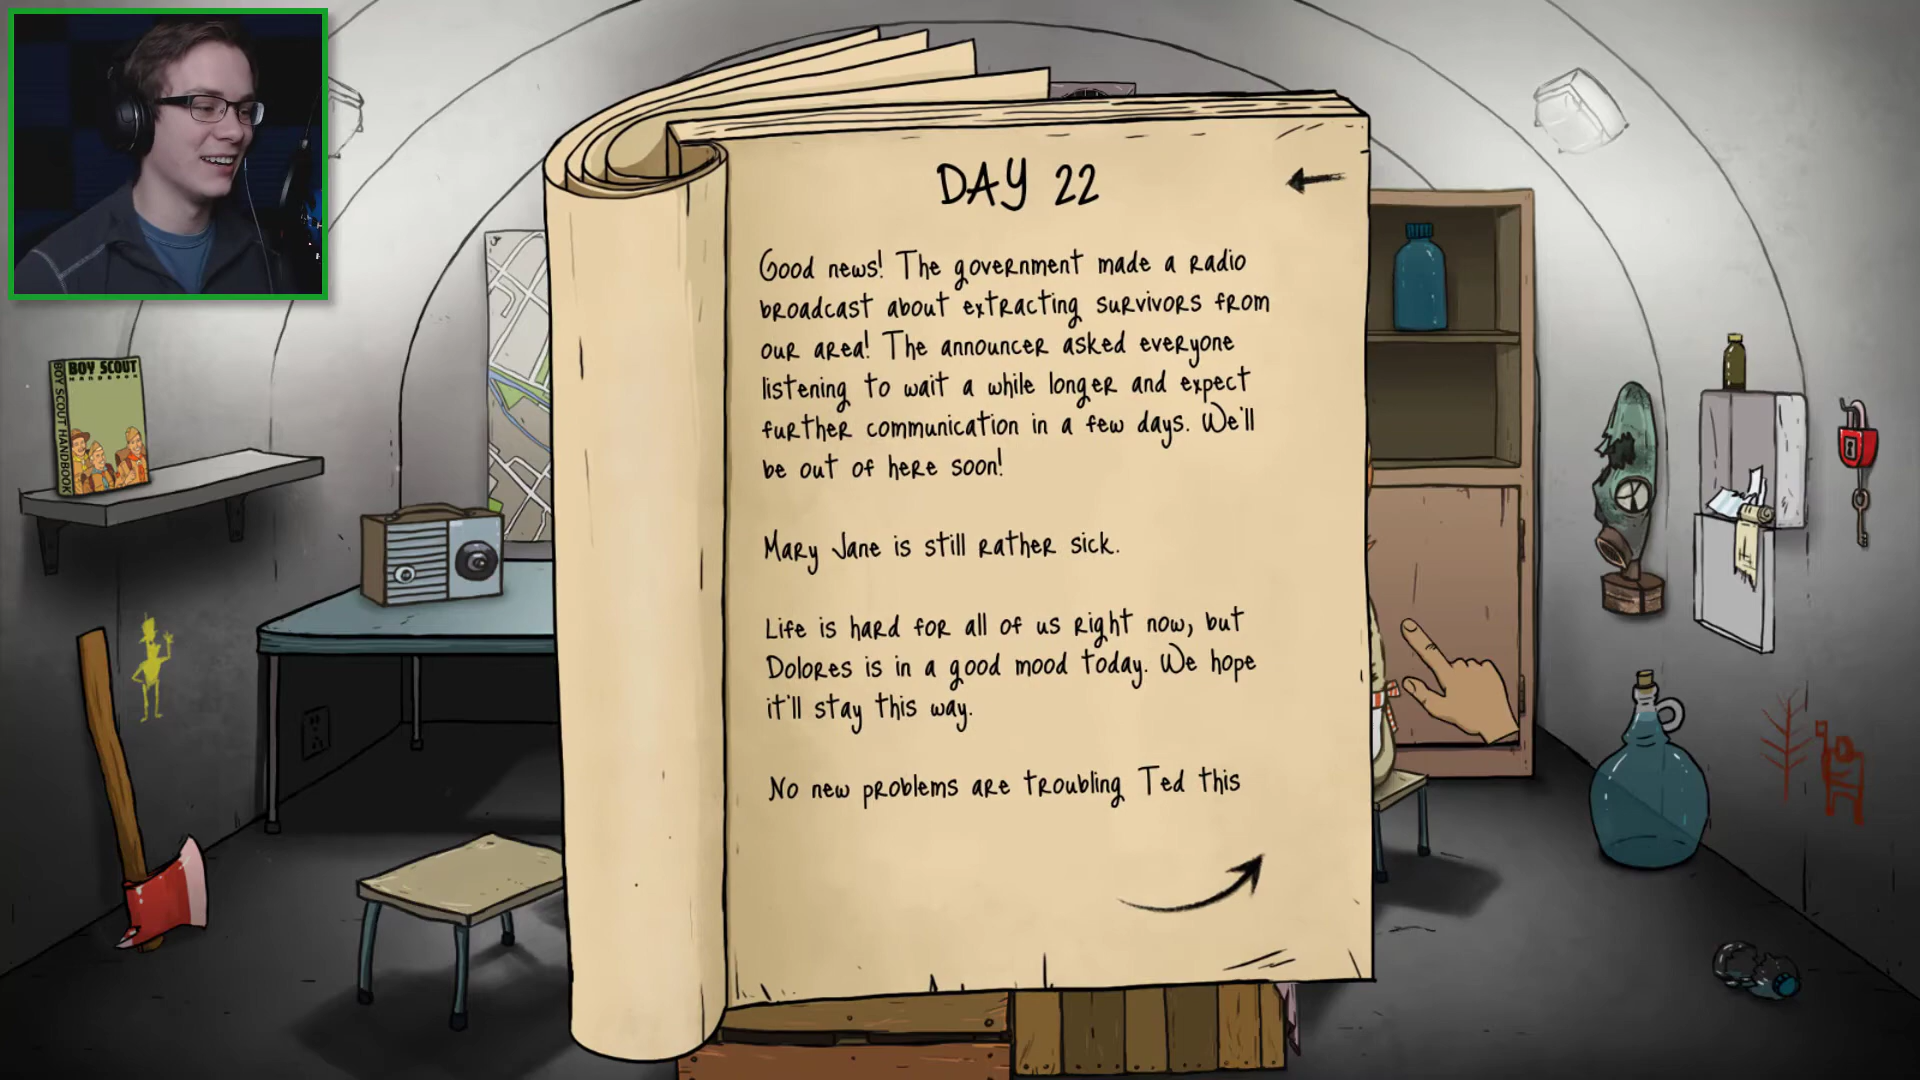 DAY 22
Good news! The government made a radio
broadcast about extracting survivors from
our area! The announcer asked everyone
listening to wait a while longer and expect
further communication in a few days. We'll
be out of here soon!
Mary Jane is still rather sick.
Life is hard for all of us right now, but
Dolores is in a good mood today. We hope
it'll stay this way.
No new problems are troubling Ted this
BOY SCOUT
HANDBOOK
BOY SCOUT HANDBOOK